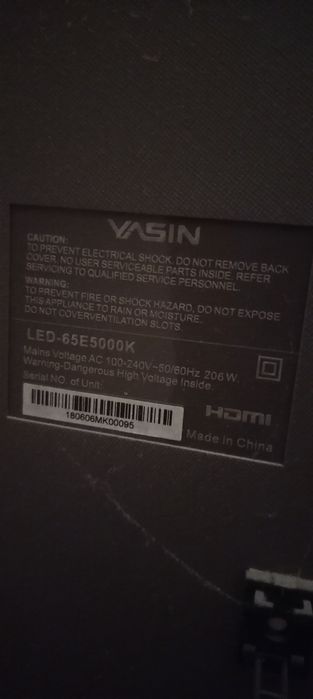 YASIN
CAUTION:
TO PREVENT ELECTRICAL SHOCK, DO NOT REMOVE BACK
COVER. NO USER SERVICEABLE PARTS INSIDE. REFER
SERVICING TO QUALIFIED SERVICE PERSONNEL.
WARNING:
TO PREVENT FIRE OR SHOCK HAZARD, DO NOT EXPOSE
THIS APPLIANCE TO RAIN OR MOISTURE.
DO NOT COVERVENTILATION SLOTS.
LED-65E5000K
Mains Voltage AC 100-240V~50/60Hz 206W.
Warning-Dangerous High Voltage Inside.
Serial NO. of Unit:
180606MK00095
HDMI
Made in China